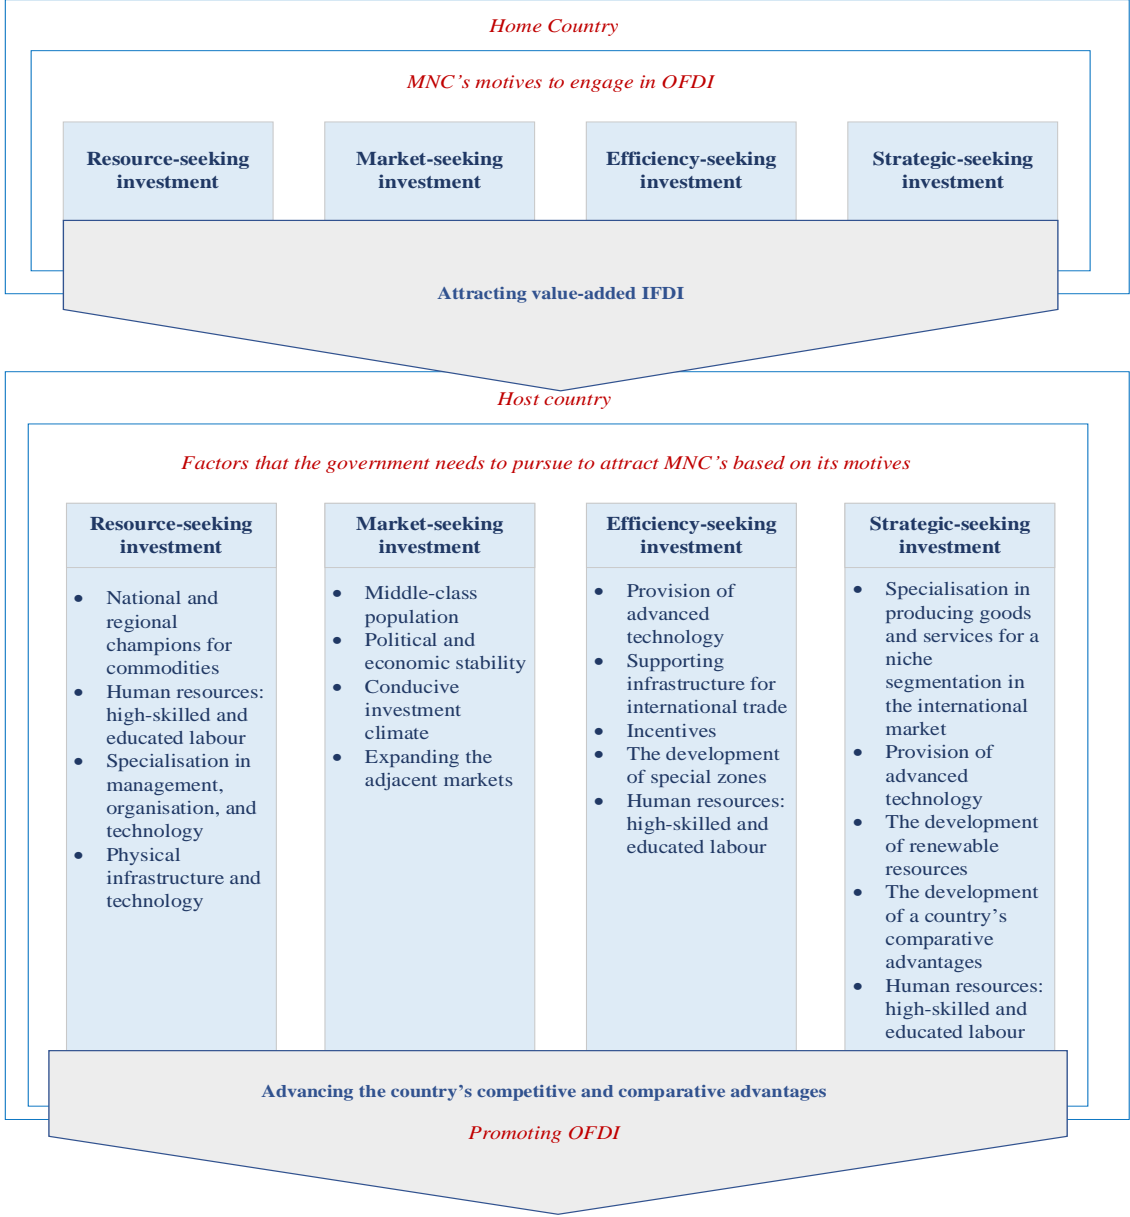 Home Country
MNC’s motives to engage in OFDI
Resource-seeking
investment
Market-seeking
investment
Efficiency-seeking
investment
Strategic-seeking
investment
Attracting value-added IFDI
Host country
Factors that the government needs to pursue to attract MNC’s based on its motives
Resource-seeking
investment
• National and
regional
champions for
commodities
• Human resources:
high-skilled and
educated labour
• Specialisation in
management,
organisation, and
technology
• Physical
infrastructure and
technology
Market-seeking
investment
• Middle-class
population
• Political and
economic stability
• Conducive
investment
climate
• Expanding the
adjacent markets
Efficiency-seeking
investment
• Provision of
advanced
technology
• Supporting
infrastructure for
international trade
• Incentives
• The development
of special zones
• Human resources:
high-skilled and
educated labour
Strategic-seeking
investment
• Specialisation in
producing goods
and services for a
niche
segmentation in
the international
market
• Provision of
advanced
technology
• The development
of renewable
resources
• The development
of a country’s
comparative
advantages
• Human resources:
high-skilled and
educated labour
Advancing the country’s competitive and comparative advantages
Promoting OFDI